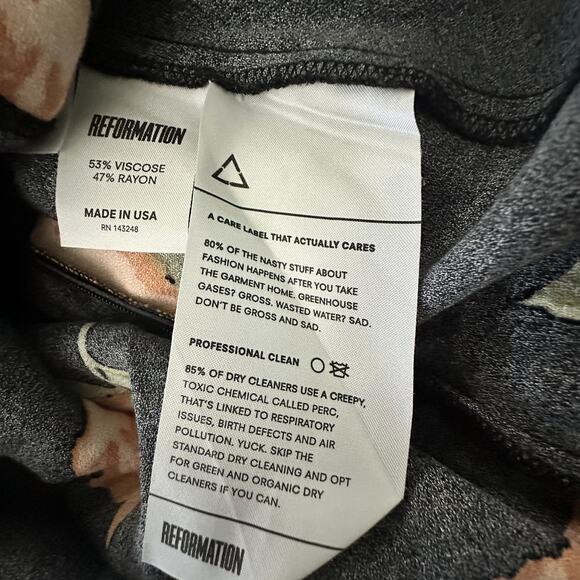 REFORMATION
53% VISCOSE
47% RAYON
MADE IN USA
RN 143248
A CARE LABEL THAT ACTUALLY CARES
80% OF THE NASTY STUFF ABOUT
FASHION HAPPENS AFTER YOU TAKE
THE GARMENT HOME. GREENHOUSE
GASES? GROSS. WASTED WATER? SAD.
DON'T BE GROSS AND SAD.
PROFESSIONAL CLEAN
85% OF DRY CLEANERS USE A CREEPY,
TOXIC CHEMICAL CALLED PERC,
THAT'S LINKED TO RESPIRATORY
ISSUES, BIRTH DEFECTS AND AIR
POLLUTION. YUCK. SKIP THE
STANDARD DRY CLEANING AND OPT
FOR GREEN AND ORGANIC DRY
CLEANERS IF YOU CAN.
REFORMATION